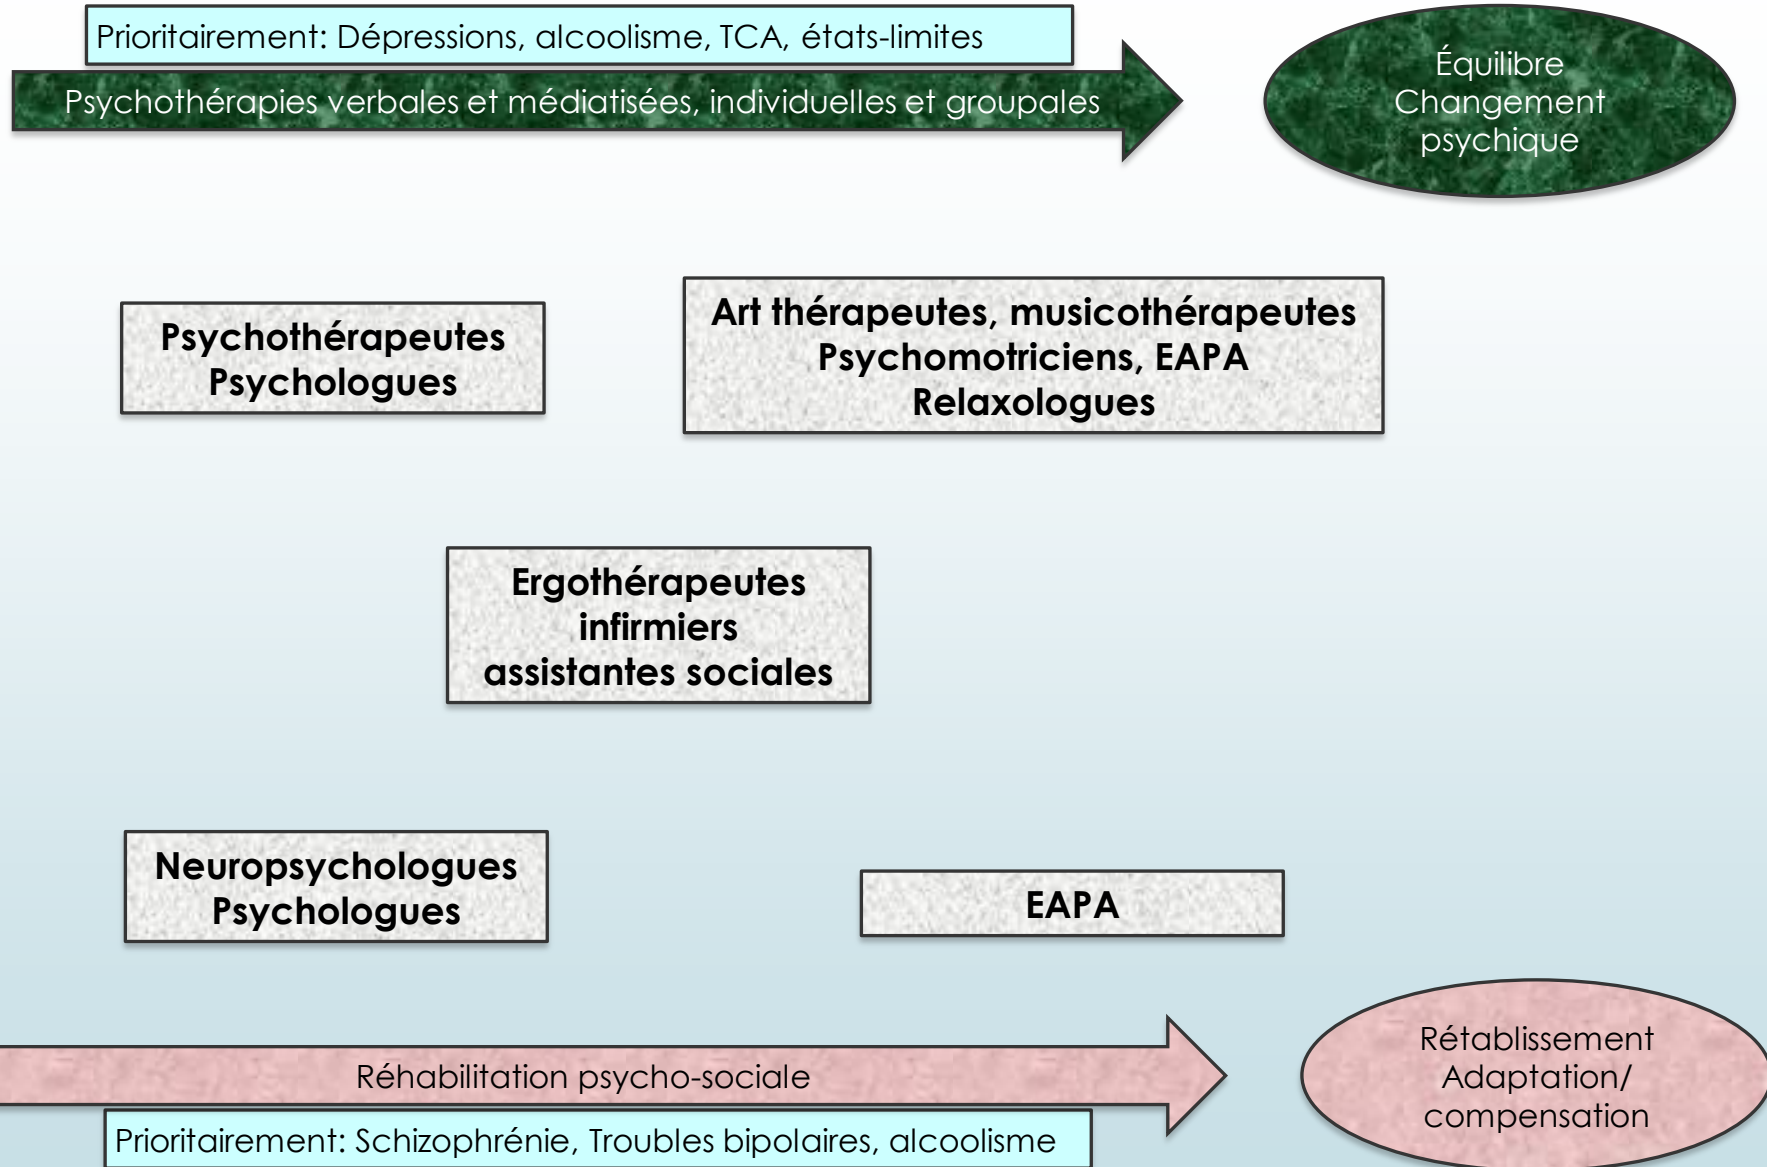 Prioritairement: Dépressions, alcoolisme, TCA, états-limites
Psychothérapies verbales et médiatisées, individuelles et groupales
Équilibre
Changement
psychique
Psychothérapeutes
Psychologues
Art thérapeutes, musicothérapeutes
Psychomotriciens, EAPA
Relaxologues
Ergothérapeutes
infirmiers
assistantes sociales
Neuropsychologues
Psychologues
EAPA
Réhabilitation psycho-sociale
Rétablissement
Adaptation/
compensation
Prioritairement: Schizophrénie, Troubles bipolaires, alcoolisme